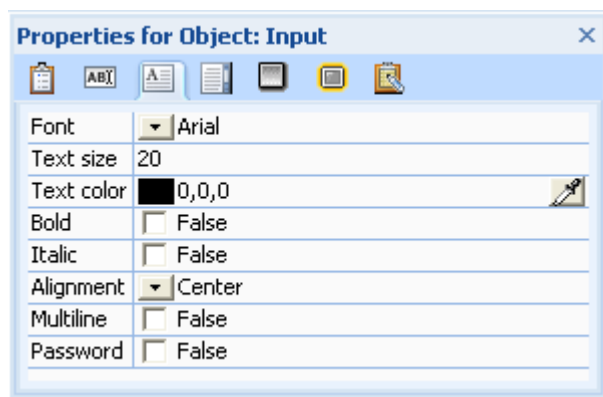 Properties for Object: Input
AB
A
Font Arial
Text size 20
Text color 0,0,0
Bold False
Italic False
Alignment Center
Multiline False
Password False